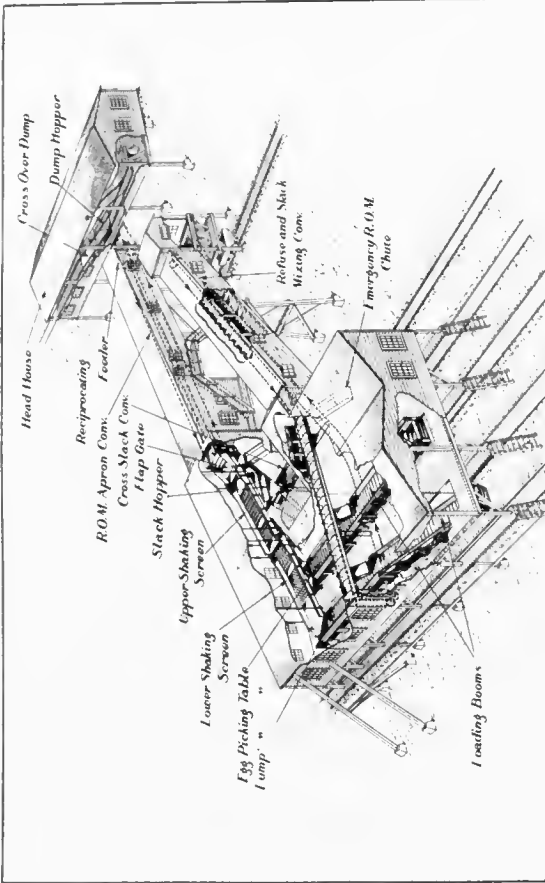 Head House
Cross Over Dump
Dump Hopper
Reciprocating
Feeder
R.O.M. Apron Conv.
Cross Slack Conv.
Flap Gate
Slack Hopper
Upper Shaking
Screen
Lower Shaking
Screen
Egg Picking Table
Lump " "
Refuse and Slack
Mixing Conv.
Emergency R.O.M.
Chute
Loading Booms